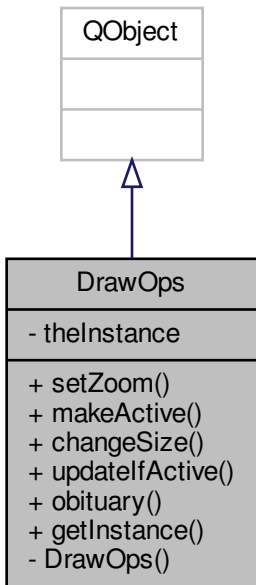 QObject
DrawOps
- theInstance
+ setZoom()
+ makeActive()
+ changeSize()
+ updateIfActive()
+ obituary()
+ getInstance()
- DrawOps()